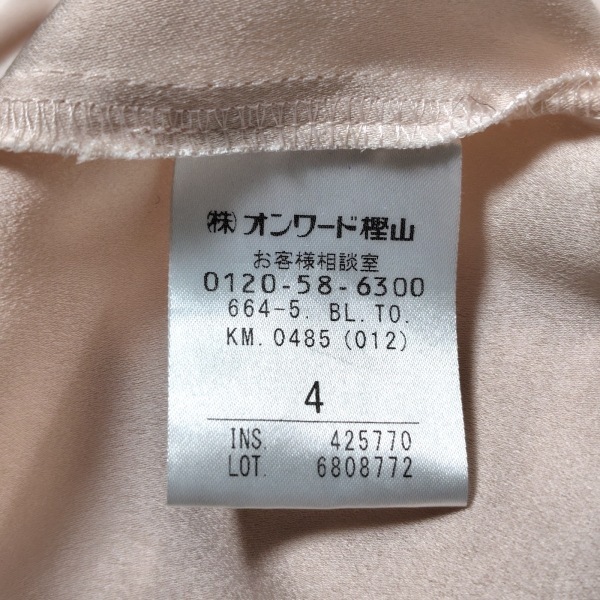 ㈱オンワード樫山
お客様相談室
0120-58-6300
664-5. BL.TO.
KM.0485(012)
4
INS. 425770
LOT. 6808772